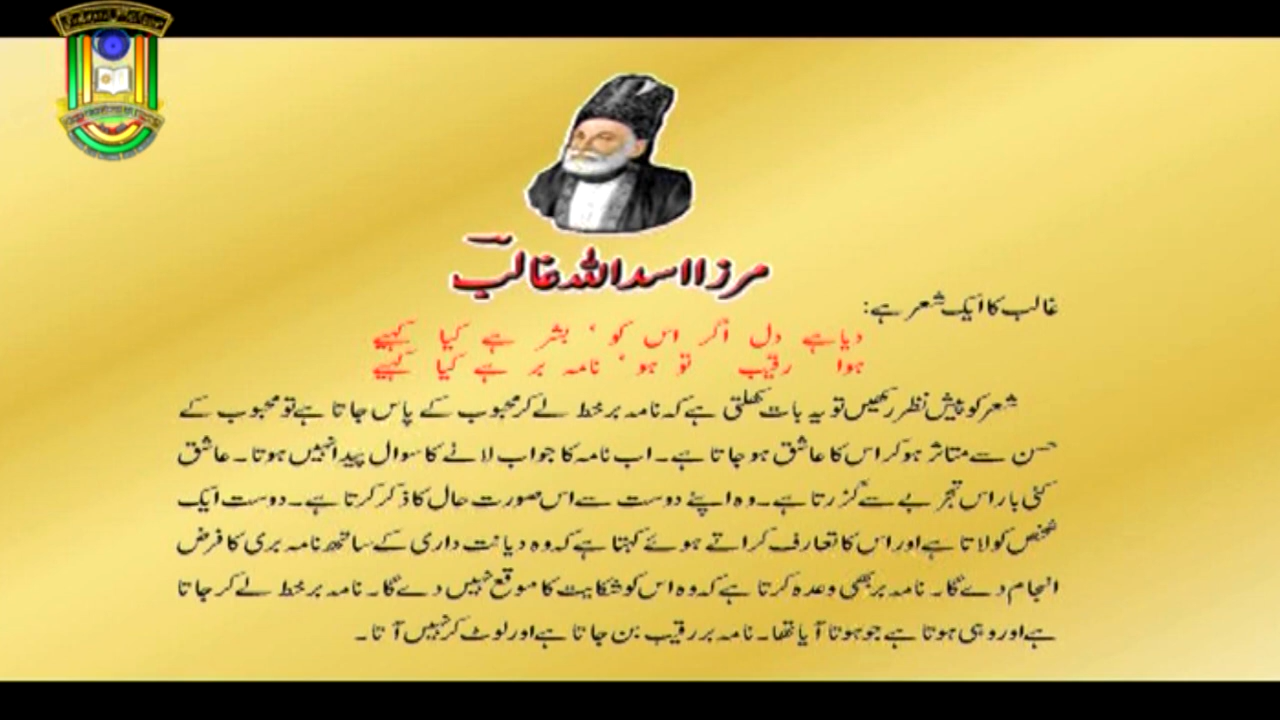 مرزا اسد اللہ غالبؔ
غالب کا ایک شعر ہے:
دیا ہے دل اگر اس کو ‘ بشر ہے کیا کہیے
ہوا رقیب تو ہو ‘ نامہ بر ہے کیا کہیے
شعر کو پیش نظر رکھیں تو یہ بات کھلتی ہے کہ نامہ بر خط لے کر محبوب کے پاس جاتا ہے تو محبوب کے
حسن سے متاثر ہو کر اس کا عاشق ہو جاتا ہے۔ اب نامہ کا جواب لانے کا سوال پیدا نہیں ہوتا۔ عاشق
کئی بار اس تجربے سے گزرتا ہے۔ وہ اپنے دوست سے اس صورت حال کا ذکر کرتا ہے۔ دوست ایک
شخص کو لاتا ہے اور اس کا تعارف کراتے ہوئے کہتا ہے کہ وہ دیانت داری کے ساتھ نامہ بری کا فرض
انجام دے گا۔ نامہ بر بھی وعدہ کرتا ہے کہ وہ اس کو شکایت کا موقع نہیں دے گا۔ نامہ بر خط لے کر جاتا
ہے اور وہی ہوتا ہے جو ہوتا آیا تھا۔ نامہ بر رقیب بن جاتا ہے اور لوٹ کر نہیں آتا۔